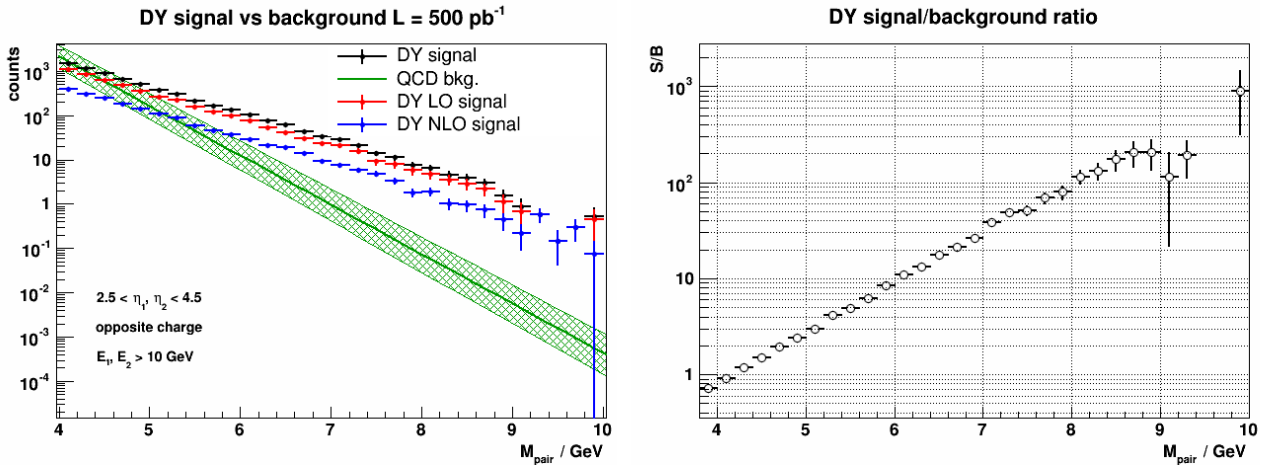 DY signal vs background L = 500 pb⁻¹
counts
10³
10²
10
1
10⁻¹
10⁻²
10⁻³
10⁻⁴
DY signal
QCD bkg.
DY LO signal
DY NLO signal
2.5 < η₁, η₂ < 4.5
opposite charge
E₁, E₂ > 10 GeV
4 5 6 7 8 9 10
M_pair / GeV
DY signal/background ratio
S/B
10³
10²
10
1
4 5 6 7 8 9 10
M_pair / GeV